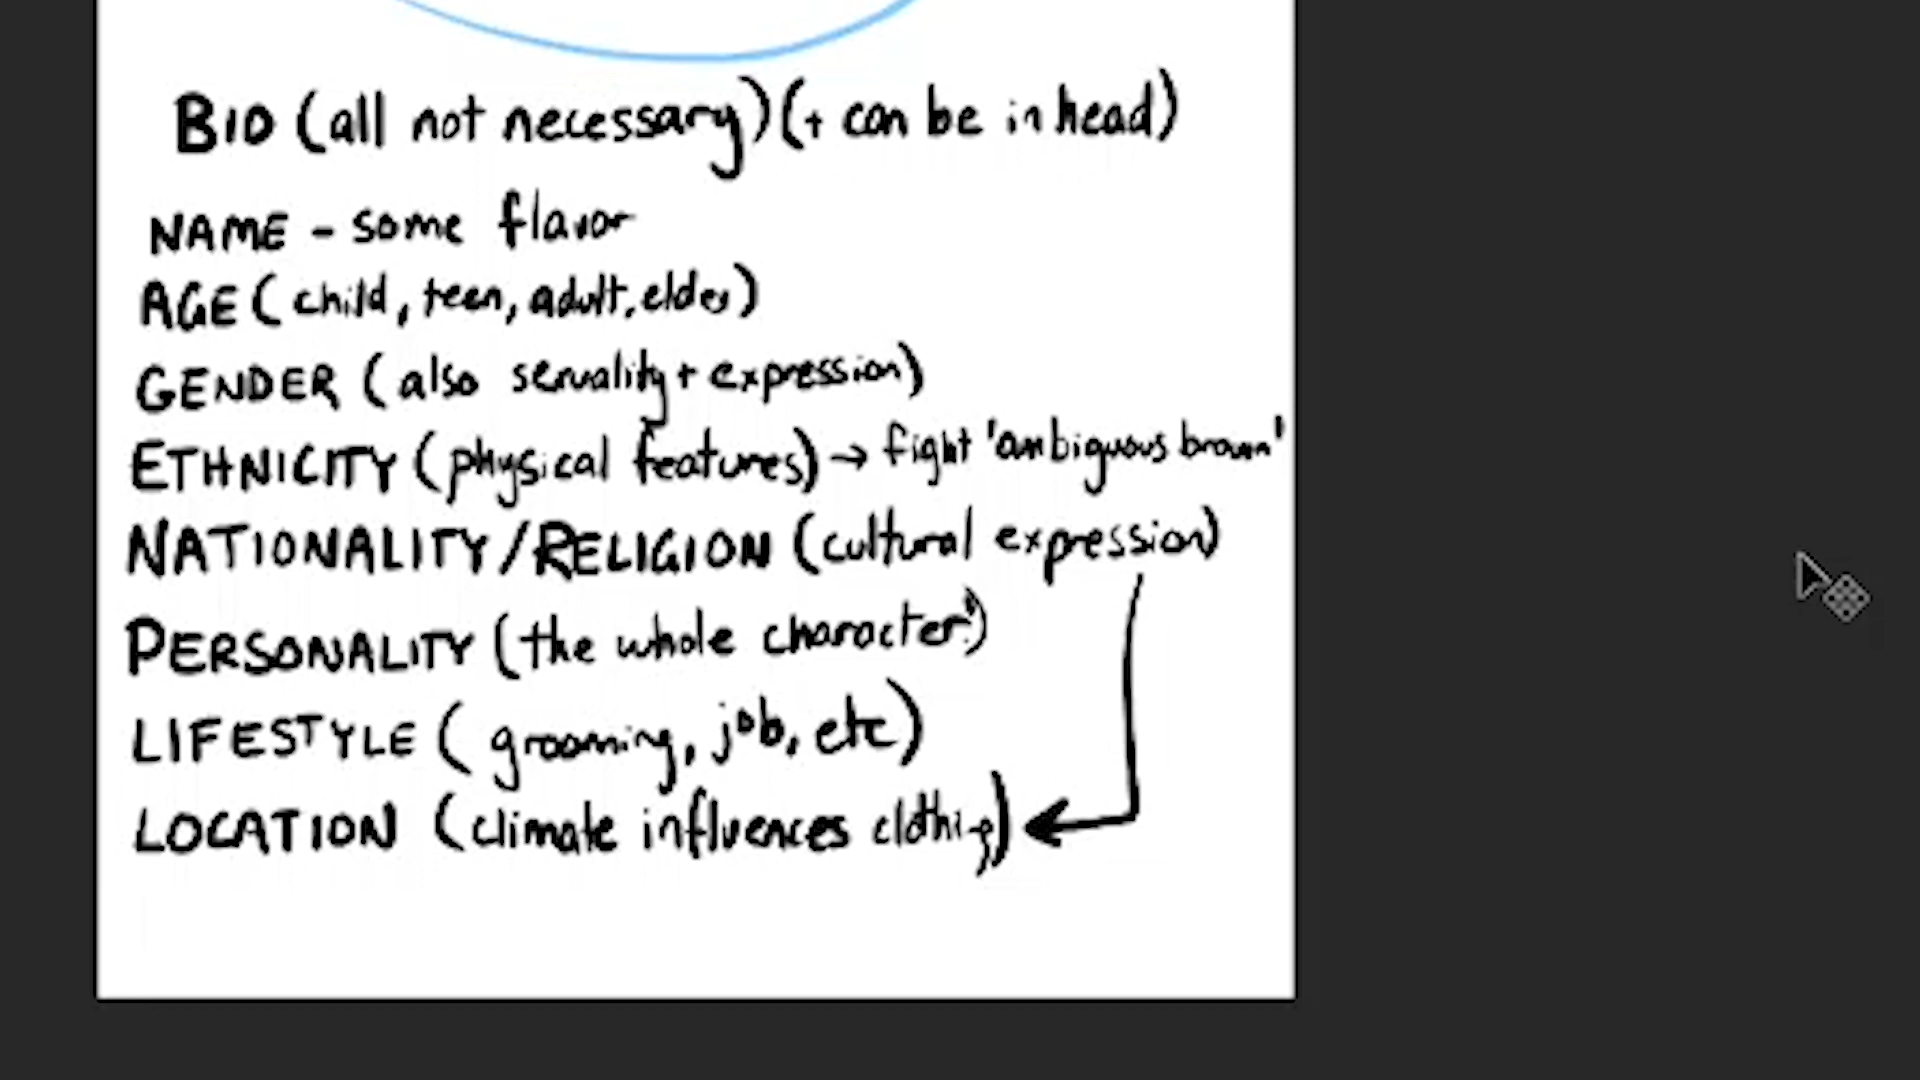 BIO (all not necessary) (+ can be in head)
NAME - some flavor
AGE (child, teen, adult, elder)
GENDER (also sexuality + expression)
ETHNICITY (physical features) → fight 'ambiguous brown'
NATIONALITY/RELIGION (cultural expression)
PERSONALITY (the whole character!)
LIFESTYLE (grooming, job, etc)
LOCATION (climate influences clothing)